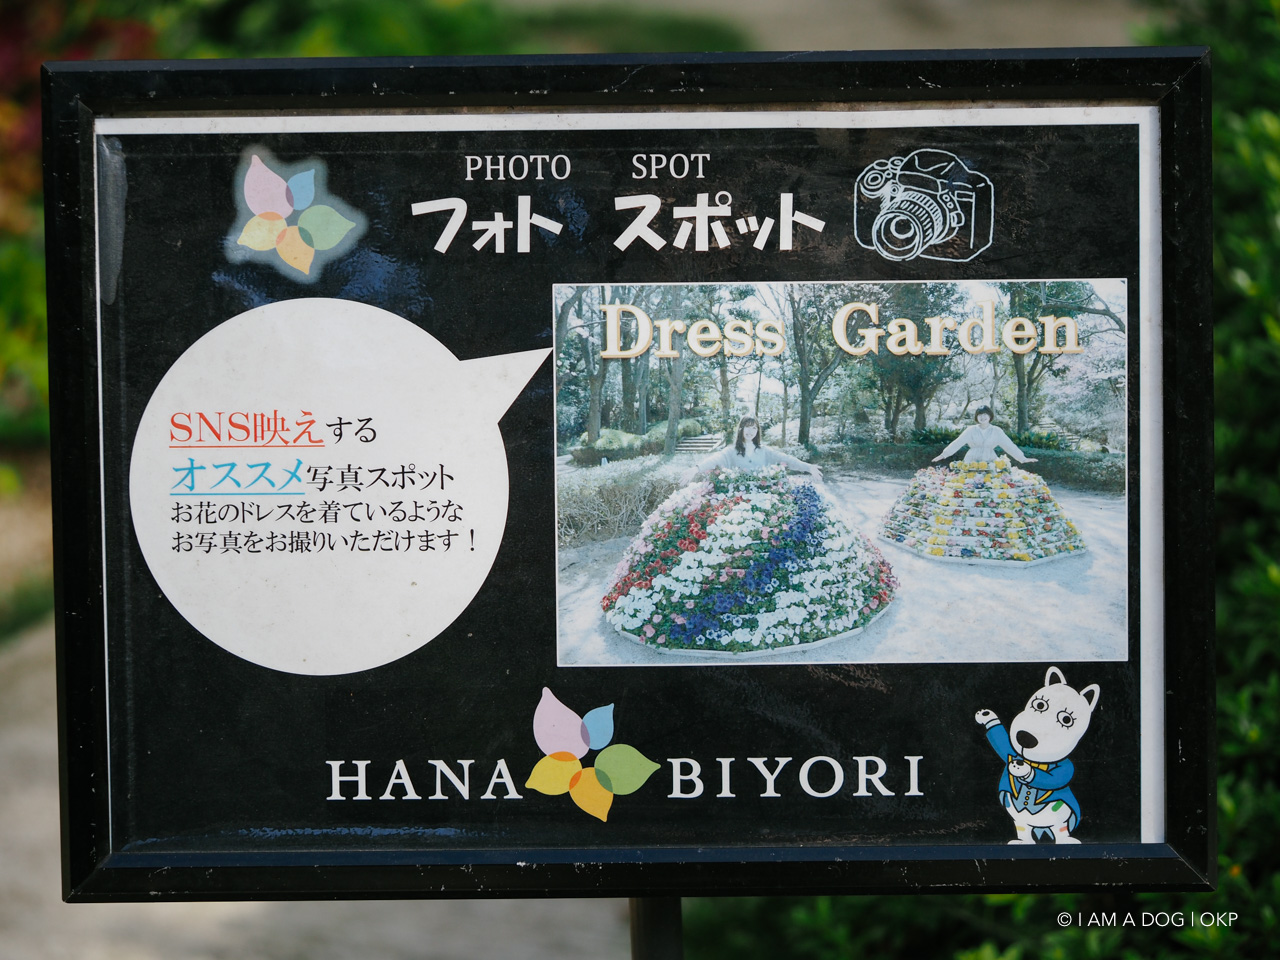 PHOTO SPOT
フォト スポット
Dress Garden
SNS映えする
オススメ写真スポット
お花のドレスを着ているような
お写真をお撮りいただけます！
HANA BIYORI
© I AM A DOG | OKP